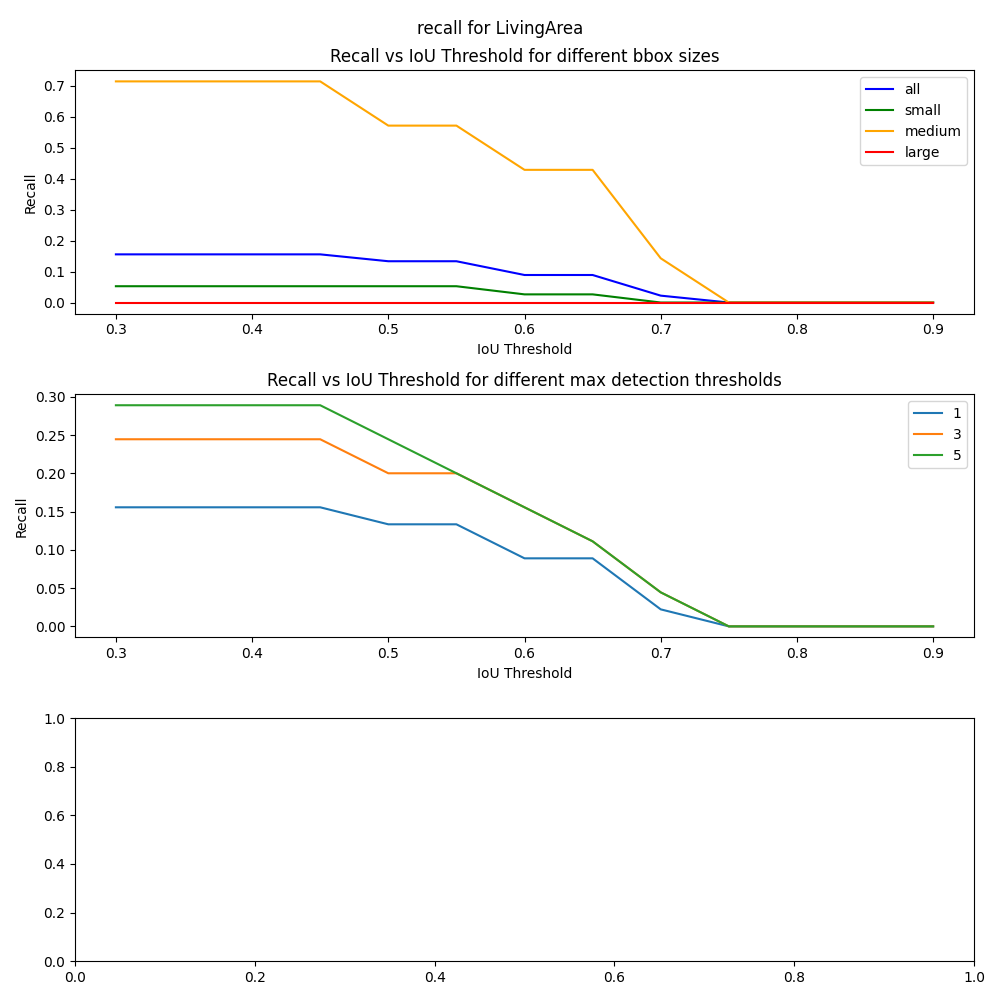 recall for LivingArea
Recall vs IoU Threshold for different bbox sizes
0.7
0.6
0.5
0.4
0.3
0.2
0.1
0.0
Recall
all
small
medium
large
0.3 0.4 0.5 0.6 0.7 0.8 0.9
IoU Threshold
Recall vs IoU Threshold for different max detection thresholds
0.30
0.25
0.20
0.15
0.10
0.05
0.00
Recall
1
3
5
0.3 0.4 0.5 0.6 0.7 0.8 0.9
IoU Threshold
1.0
0.8
0.6
0.4
0.2
0.0
0.0 0.2 0.4 0.6 0.8 1.0